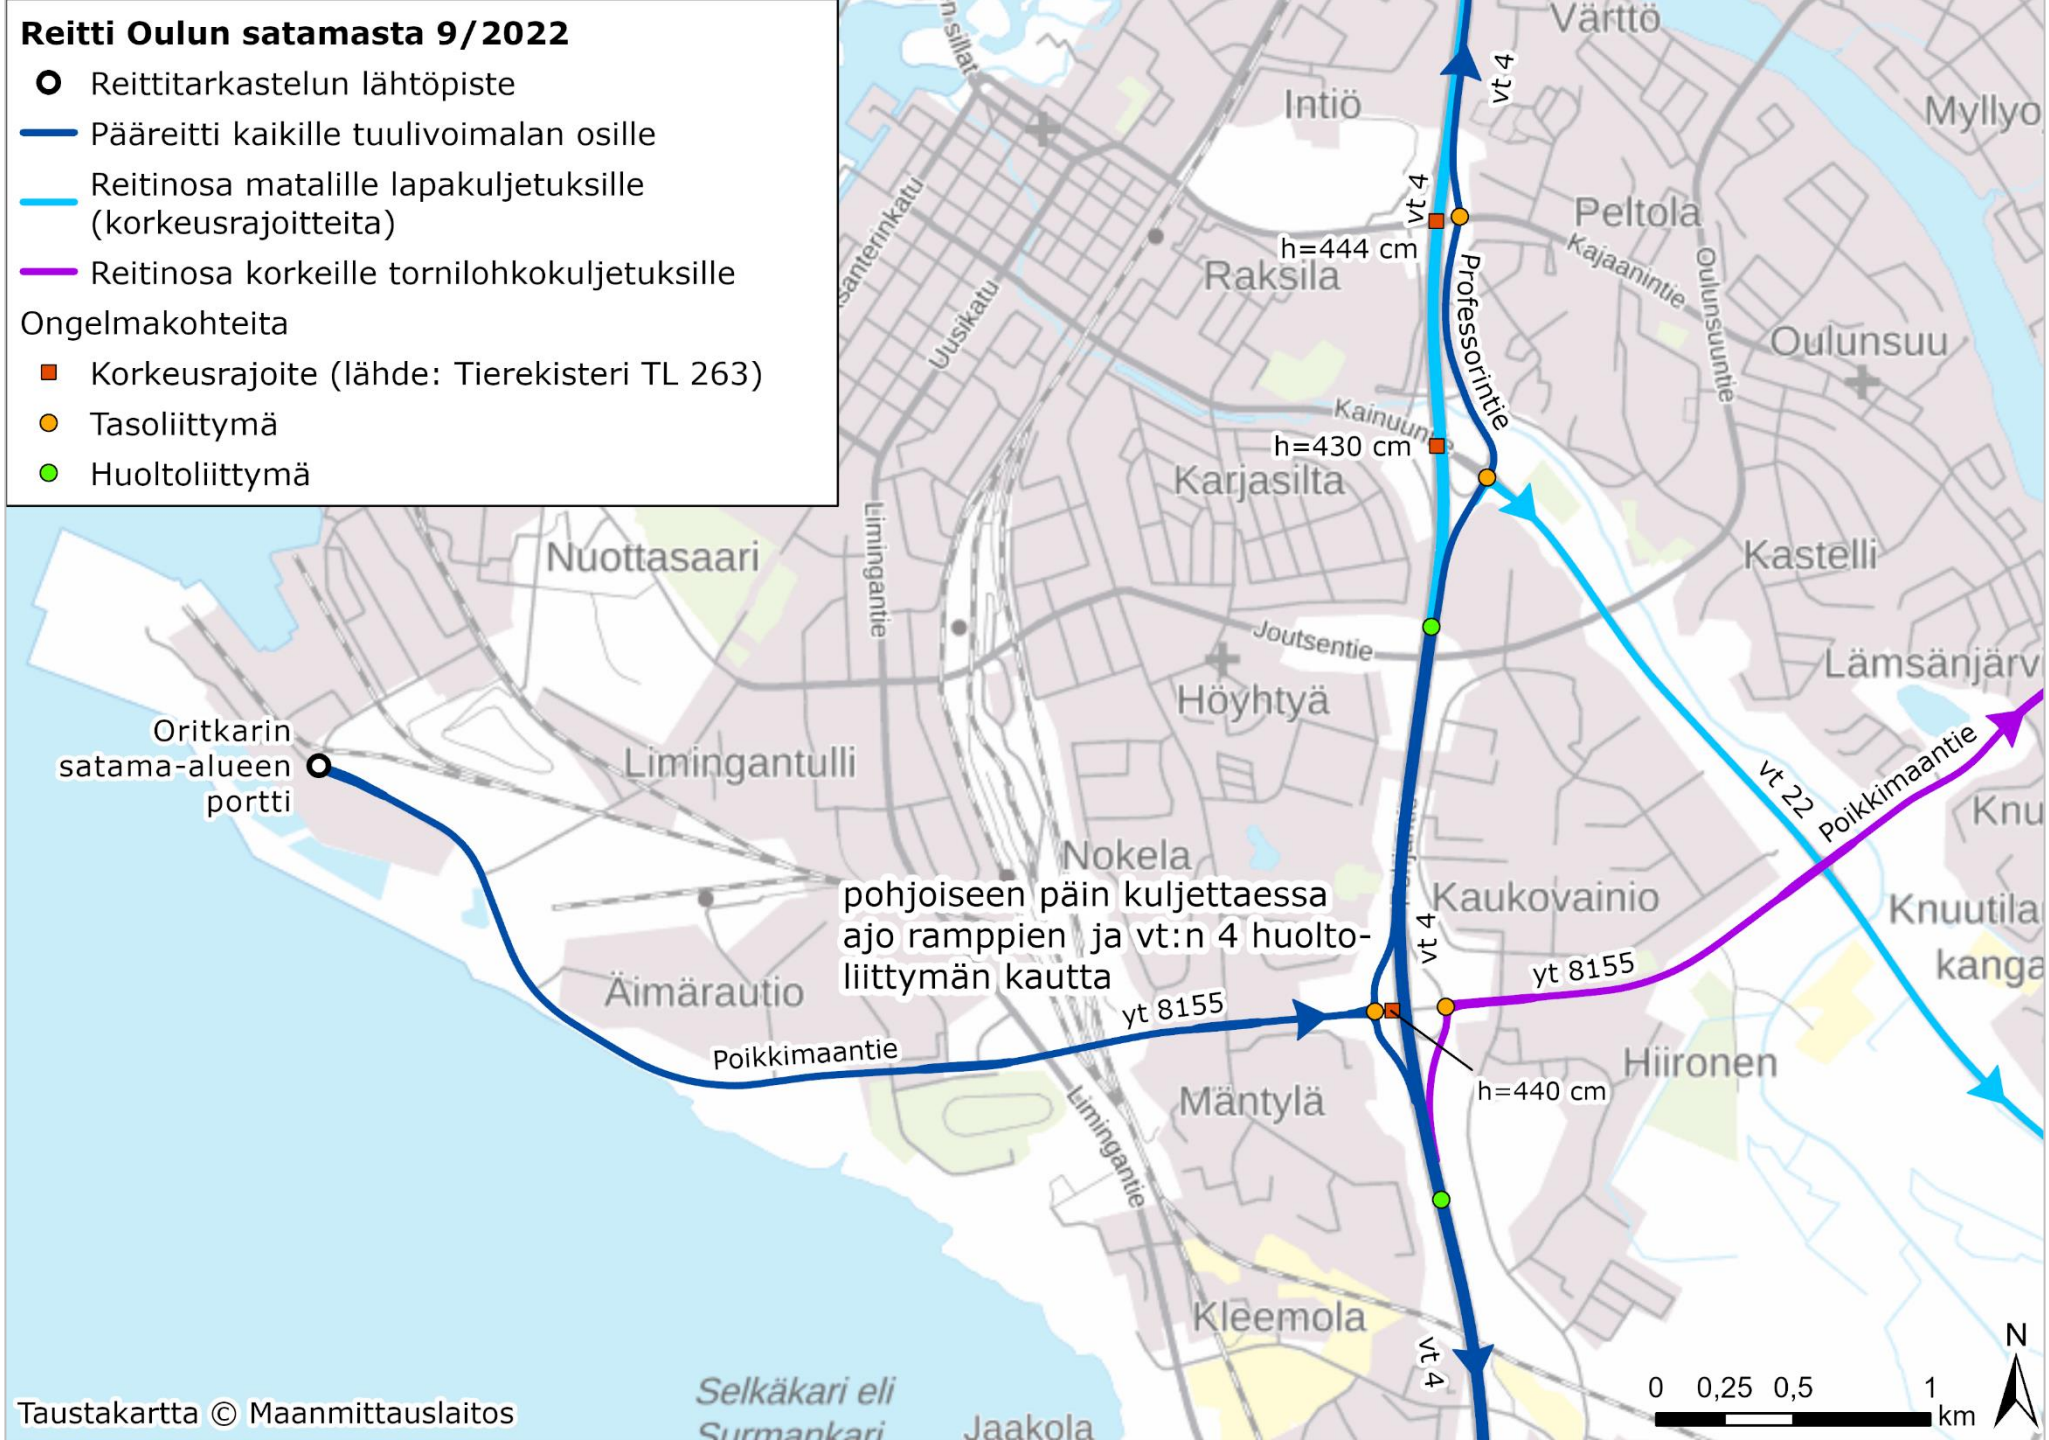 Reitti Oulun satamasta 9/2022
Reittitarkastelun lähtöpiste
Pääreitti kaikille tuulivoimalan osille
Reitinosa matalille lapakuljetuksille
(korkeusrajoitteita)
Reitinosa korkeille tornilohkokuljetuksille
Ongelmakohteita
Korkeusrajoite (lähde: Tierekisteri TL 263)
Tasoliittymä
Huoltoliittymä
Värttö
vt 4
Intiö
Myllyo
vt 4
Peltola
h=444 cm
Kajaanintie
Raksila
Professorintie
Oulunsuuntie
Uusikatu
Oulunsuu
h=430 cm
Karjasilta
Limingantie
Nuottasaari
Kastelli
Joutsentie
Lämsänjärvi
Höyhtyä
Oritkarin
satama-alueen
portti
Limingantulli
vt 22
Poikkimaantie
Knu
Nokela
pohjoiseen päin kuljettaessa
ajo ramppien ja vt:n 4 huolto-
liittymän kautta
Kaukovainio
vt 4
Knuutila
kanga
Äimärautio
yt 8155
yt 8155
Poikkimaantie
Hiironen
h=440 cm
Mäntylä
Limingantie
Kleemola
vt 4
N
0 0,25 0,5 1
km
Selkäkari eli
Surmankari
Jaakola
Taustakartta © Maanmittauslaitos